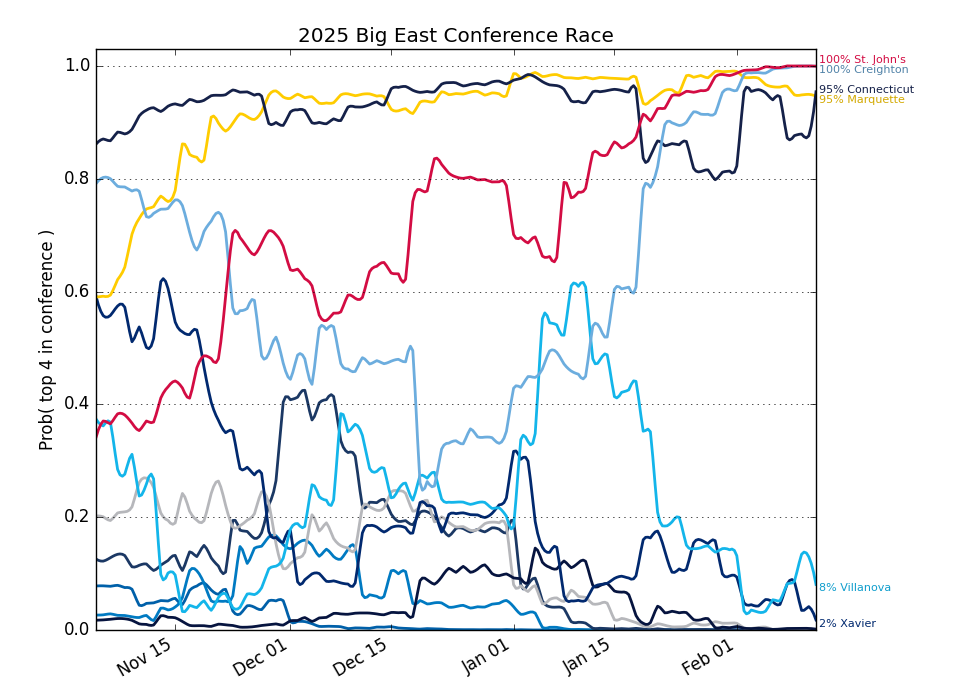 2025 Big East Conference Race
1.0
0.8
0.6
0.4
0.2
0.0
Prob( top 4 in conference )
100% St. John's
100% Creighton
95% Connecticut
95% Marquette
8% Villanova
2% Xavier
Nov 15
Dec 01
Dec 15
Jan 01
Jan 15
Feb 01